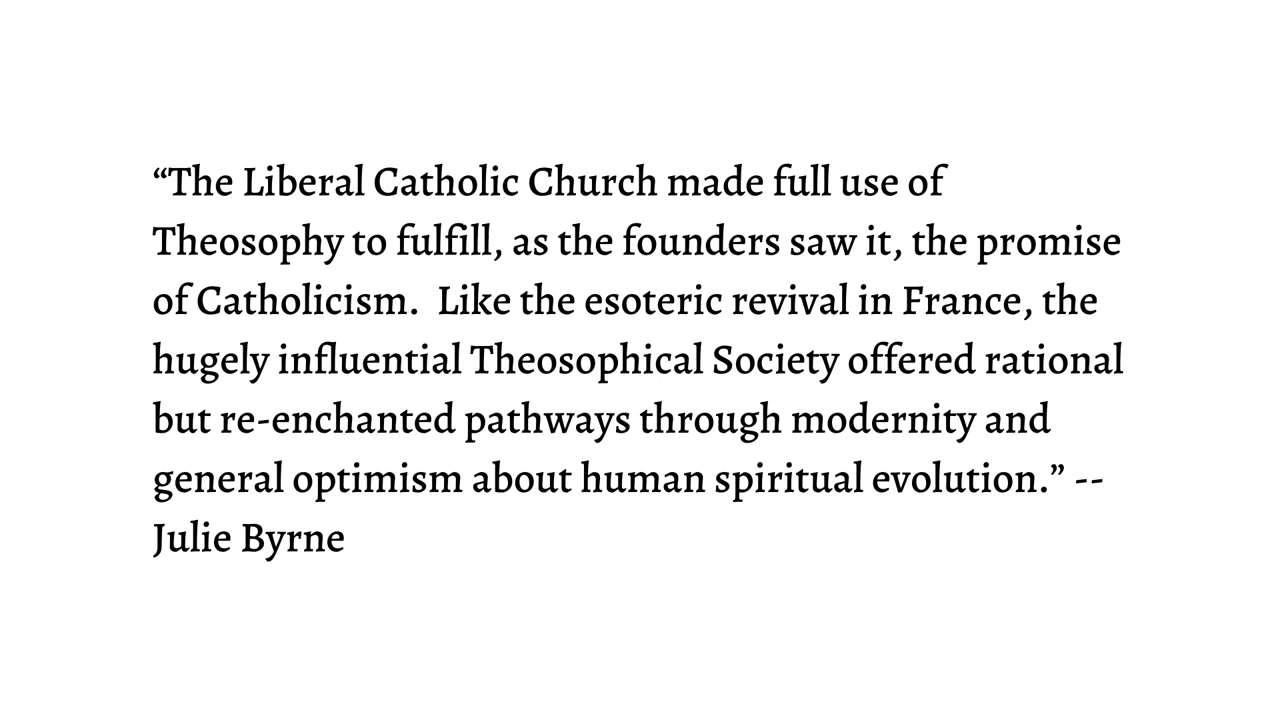 “The Liberal Catholic Church made full use of
Theosophy to fulfill, as the founders saw it, the promise
of Catholicism.  Like the esoteric revival in France, the
hugely influential Theosophical Society offered rational
but re-enchanted pathways through modernity and
general optimism about human spiritual evolution.” --
Julie Byrne